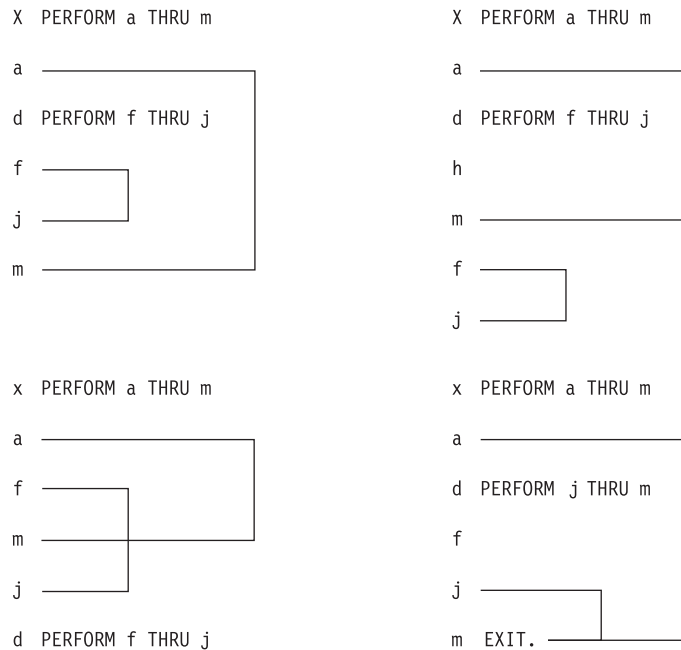 X PERFORM a THRU m
a
d PERFORM f THRU j
f
j
m
X PERFORM a THRU m
a
d PERFORM f THRU j
h
m
f
j
x PERFORM a THRU m
a
f
m
j
d PERFORM f THRU j
x PERFORM a THRU m
a
d PERFORM j THRU m
f
j
m EXIT.